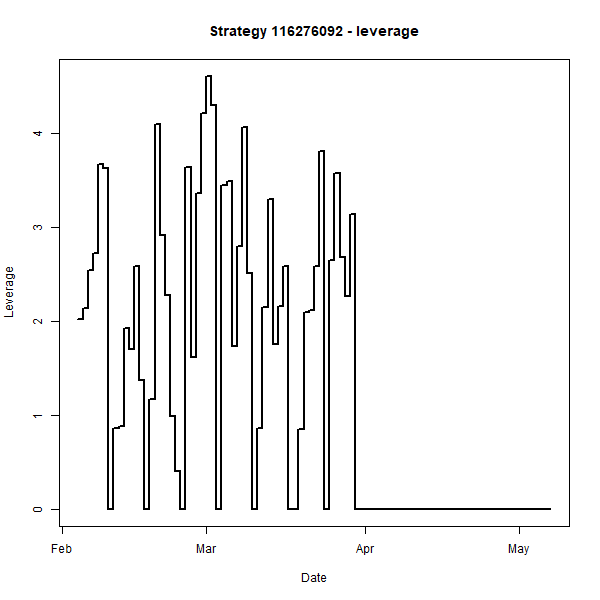 Strategy 116276092 - leverage
4
3
2
1
0
Leverage
Feb
Mar
Apr
May
Date